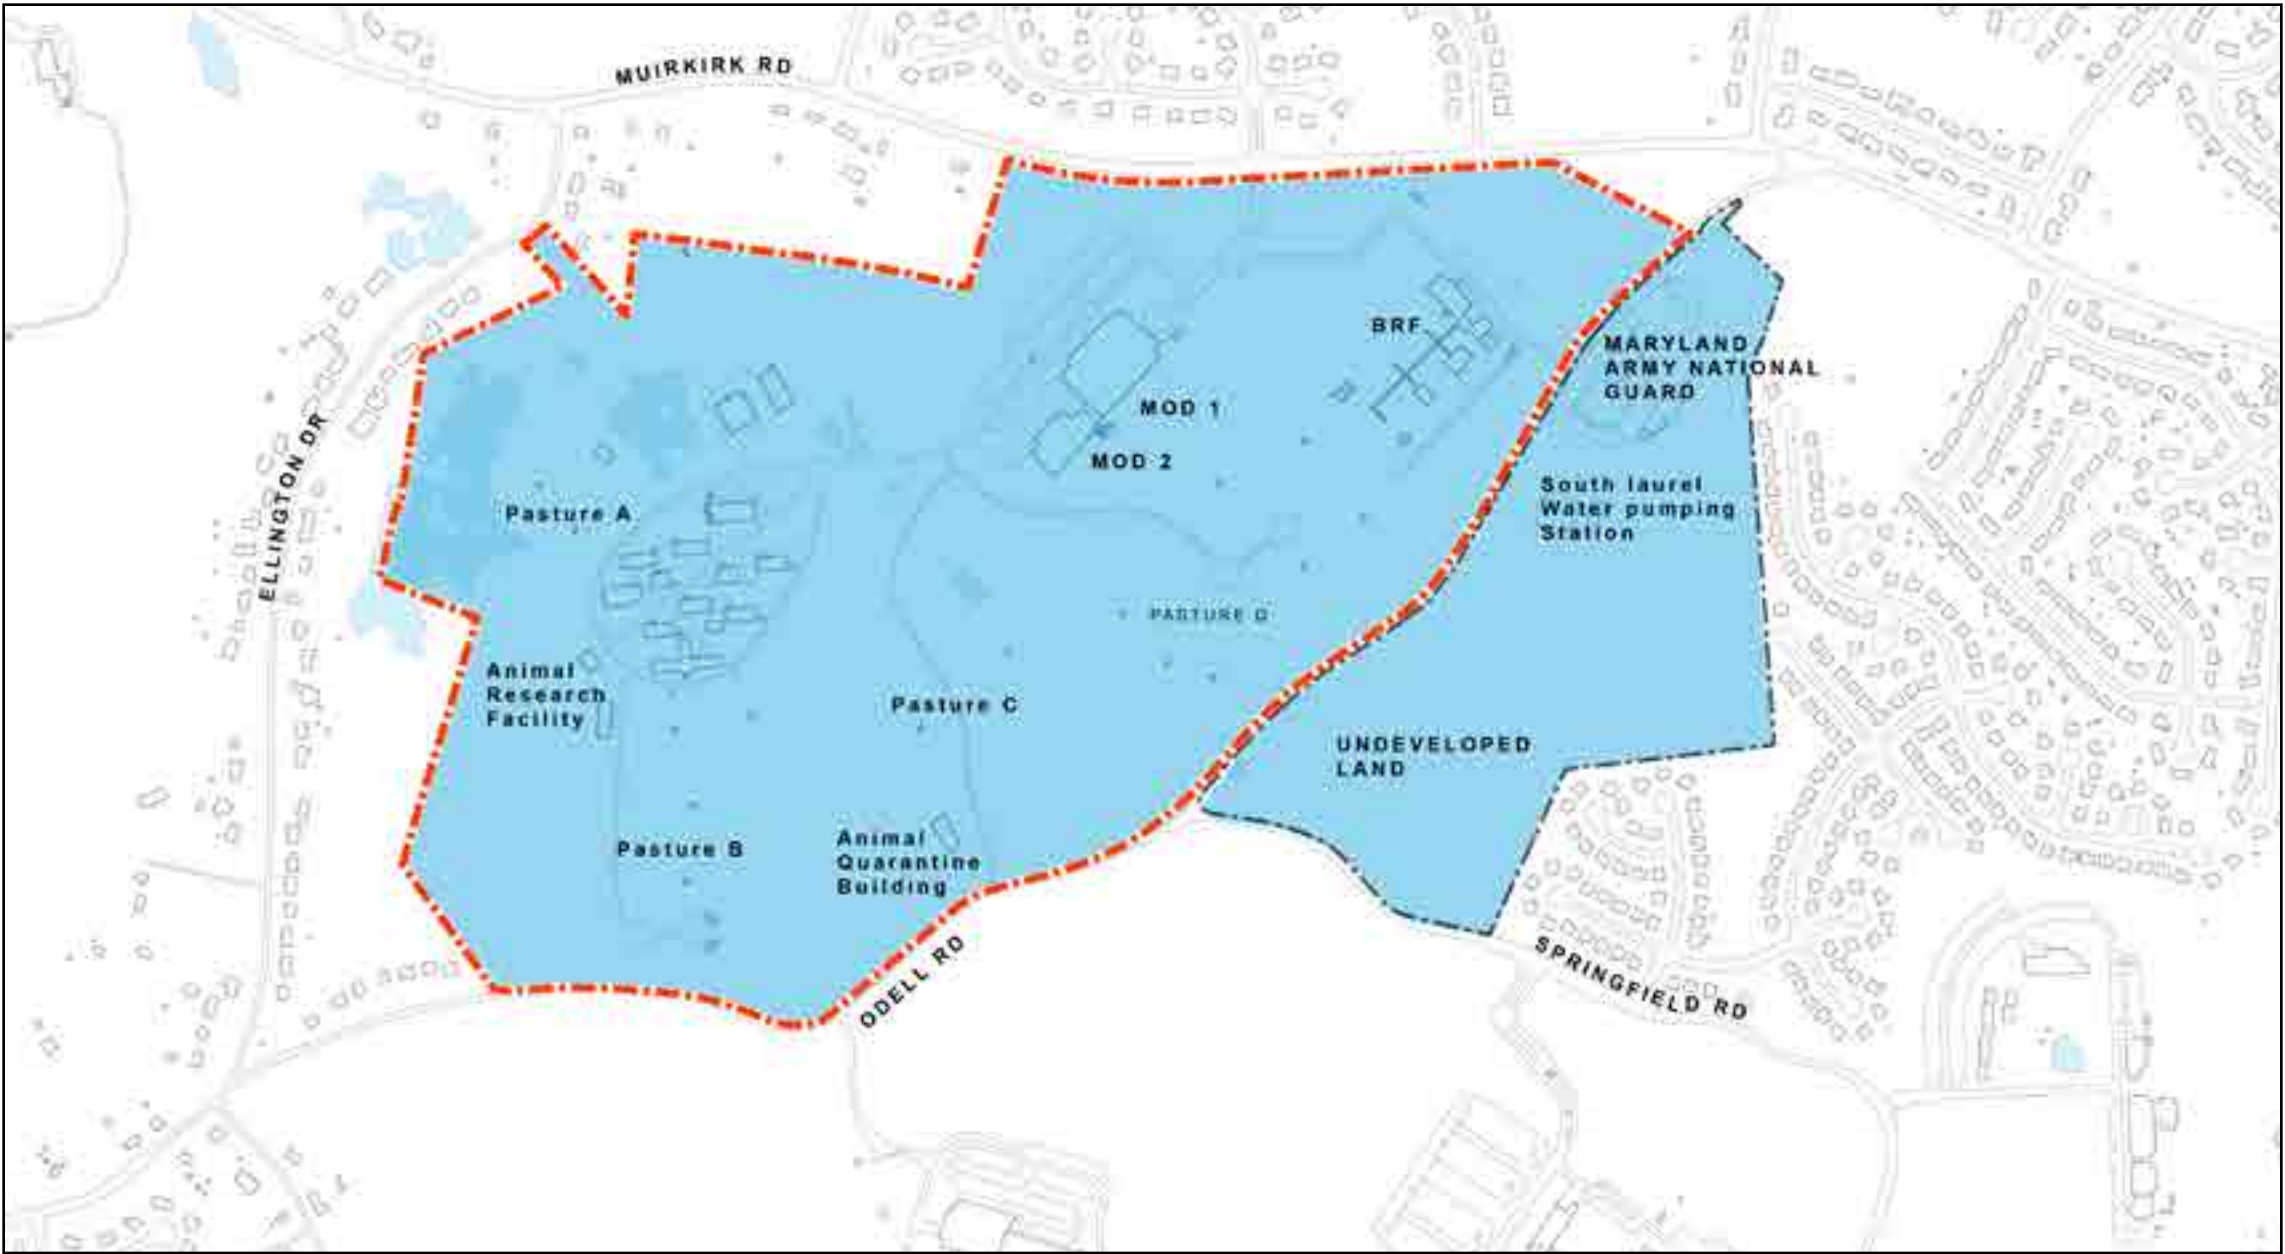 MUIRKIRK RD
BRF
MARYLAND
ARMY NATIONAL
GUARD
MOD 1
MOD 2
ELLINGTON DR
Pasture A
South laurel
Water pumping
Station
PASTURE D
Animal
Research
Facility
Pasture C
UNDEVELOPED
LAND
Pasture B
Animal
Quarantine
Building
ODELL RD
SPRINGFIELD RD